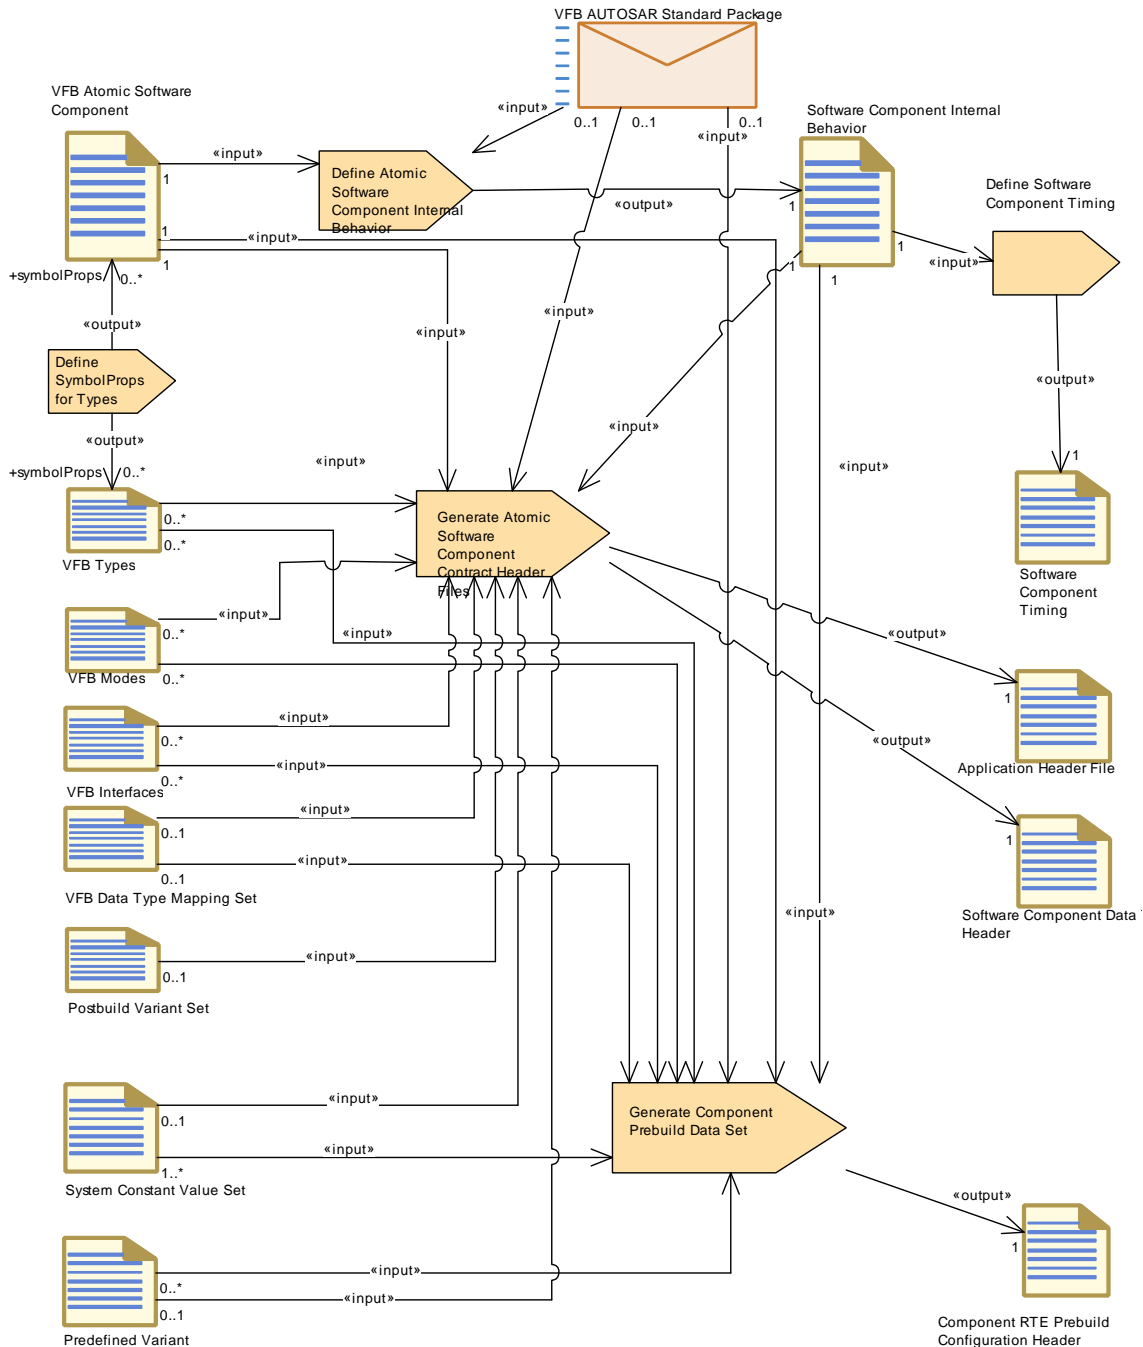 VFB AUTOSAR Standard Package
VFB Atomic Software
Component
«input»
0..1
0..1
«input»
0..1
Software Component Internal
Behavior
«input»
1
Define Atomic
Software
Component Internal
Behavior
«output»
1
Define Software
Component Timing
1
«input»
1
«input»
1
1
«input»
1
+symbolProps
0..*
«output»
«input»
«input»
Define
SymbolProps
for Types
«output»
«output»
«input»
+symbolProps
0..*
«input»
«input»
1
0..*
0..*
VFB Types
Generate Atomic
Software
Component
Contract Header
Files
Software
Component
Timing
«input»
0..*
«input»
«output»
VFB Modes
0..*
1
«input»
0..*
«output»
«input»
0..*
Application Header File
VFB Interfaces
«input»
0..1
1
«input»
0..1
VFB Data Type Mapping Set
«input»
Software Component Data
Header
«input»
0..1
Postbuild Variant Set
«input»
0..1
Generate Component
Prebuild Data Set
«input»
1..*
System Constant Value Set
«output»
1
«input»
0..*
«input»
0..1
Predefined Variant
Component RTE Prebuild
Configuration Header